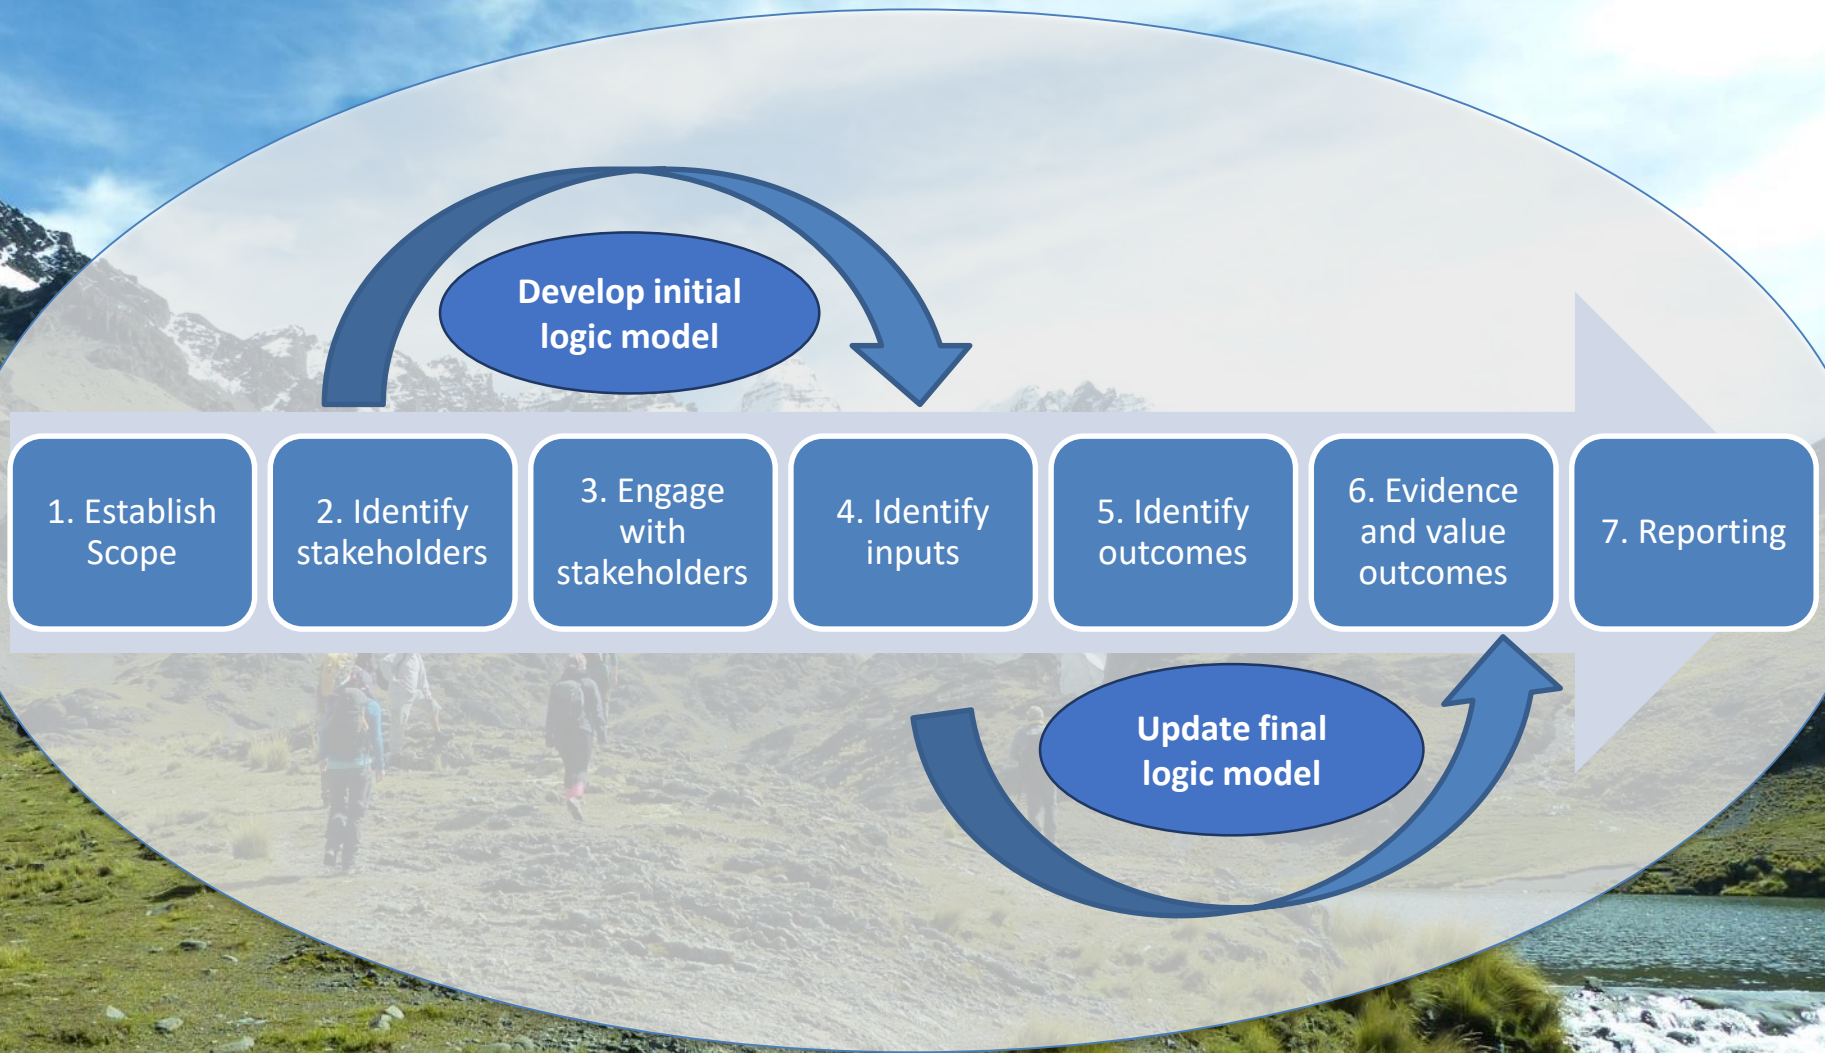 Develop initial
logic model
1. Establish
Scope
2. Identify
stakeholders
3. Engage
with
stakeholders
4. Identify
inputs
5. Identify
outcomes
6. Evidence
and value
outcomes
7. Reporting
Update final
logic model